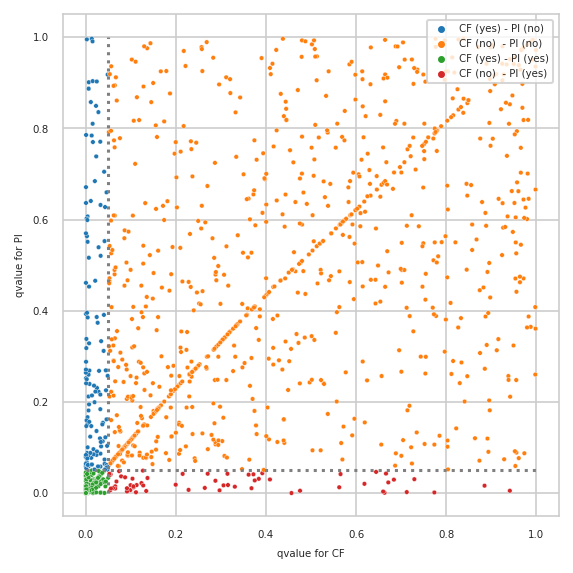 CF (yes) - PI (no)
CF (no)  - PI (no)
CF (yes) - PI (yes)
CF (no)  - PI (yes)
1.0
0.8
0.6
0.4
0.2
0.0
qvalue for PI
0.0 0.2 0.4 0.6 0.8 1.0
qvalue for CF